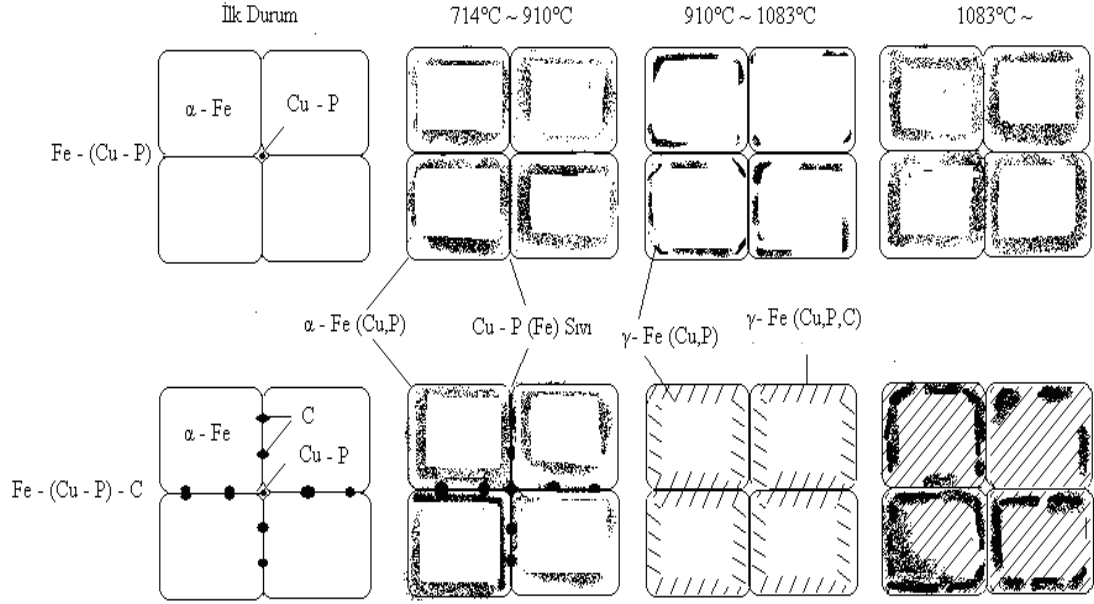 İlk Durum
714°C ~ 910°C
910°C ~ 1083°C
1083°C ~
α - Fe
Cu - P
Fe - (Cu - P)
α - Fe (Cu,P)
Cu - P (Fe) Sıvı
γ- Fe (Cu,P)
γ- Fe (Cu,P,C)
α - Fe
C
Cu - P
Fe - (Cu - P) - C